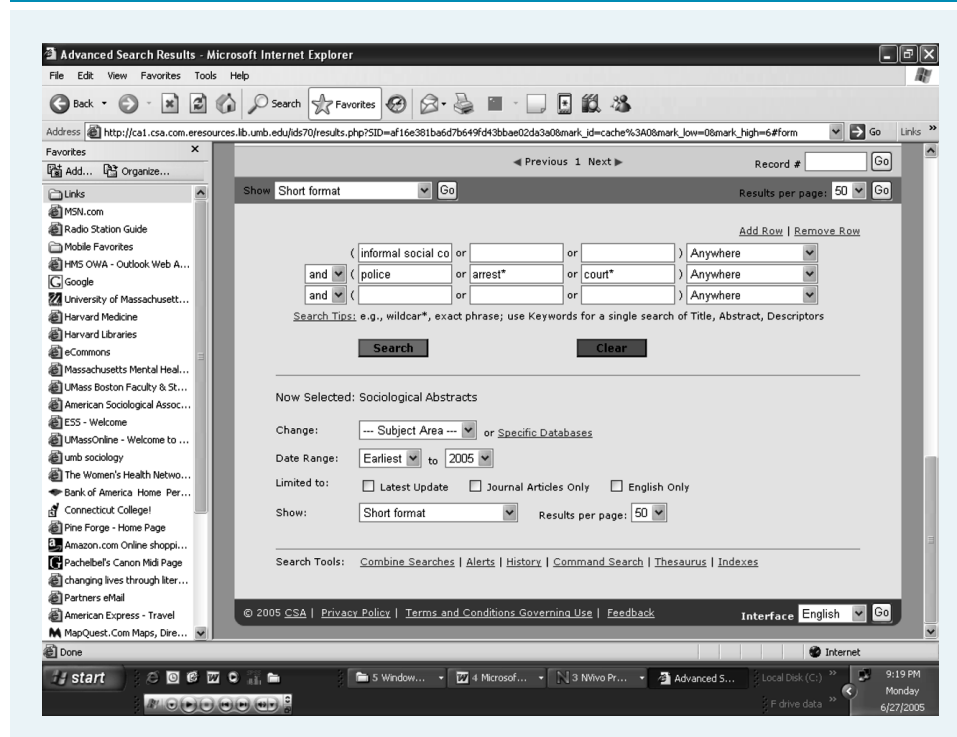 Advanced Search Results - Microsoft Internet Explorer
File Edit View Favorites Tools Help
Back Search Favorites
Address http://ca1.csa.com.eresources.lib.umb.edu/ids70/results.php?SID=af16e381ba6d7b649fd43bbae02da3a0&mark_id=cache%3A0&mark_low=0&mark_high=6#form Go Links »
Favorites x
Add... Organize...
Links
MSN.com
Radio Station Guide
Mobile Favorites
HMS OWA - Outlook Web A...
Google
University of Massachusett...
Harvard Medicine
Harvard Libraries
eCommons
Massachusetts Mental Heal...
UMass Boston Faculty & St...
American Sociological Assoc...
ESS - Welcome
UMassOnline - Welcome to ...
umb sociology
The Women's Health Netwo...
Bank of America Home Per...
Connecticut College!
Pine Forge - Home Page
Amazon.com Online shoppi...
Pachelbel's Canon Midi Page
changing lives through liter...
Partners eMail
American Express - Travel
MapQuest.Com Maps, Dire...
◄ Previous 1 Next ► Record # Go
Show Short format Go Results per page: 50 Go
Add Row | Remove Row
( informal social co or or ) Anywhere
and ( police or arrest* or court* ) Anywhere
and ( or or ) Anywhere
Search Tips: e.g., wildcar*, exact phrase; use Keywords for a single search of Title, Abstract, Descriptors
Search Clear
Now Selected: Sociological Abstracts
Change: --- Subject Area --- or Specific Databases
Date Range: Earliest to 2005
Limited to: Latest Update Journal Articles Only English Only
Show: Short format Results per page: 50
Search Tools: Combine Searches | Alerts | History | Command Search | Thesaurus | Indexes
© 2005 CSA | Privacy Policy | Terms and Conditions Governing Use | Feedback Interface English Go
Done Internet
start 5 Window... 4 Microsof... 3 NVivo Pr... Advanced S... Local Disk (C:) » 9:19 PM
Monday
F drive data » 6/27/2005